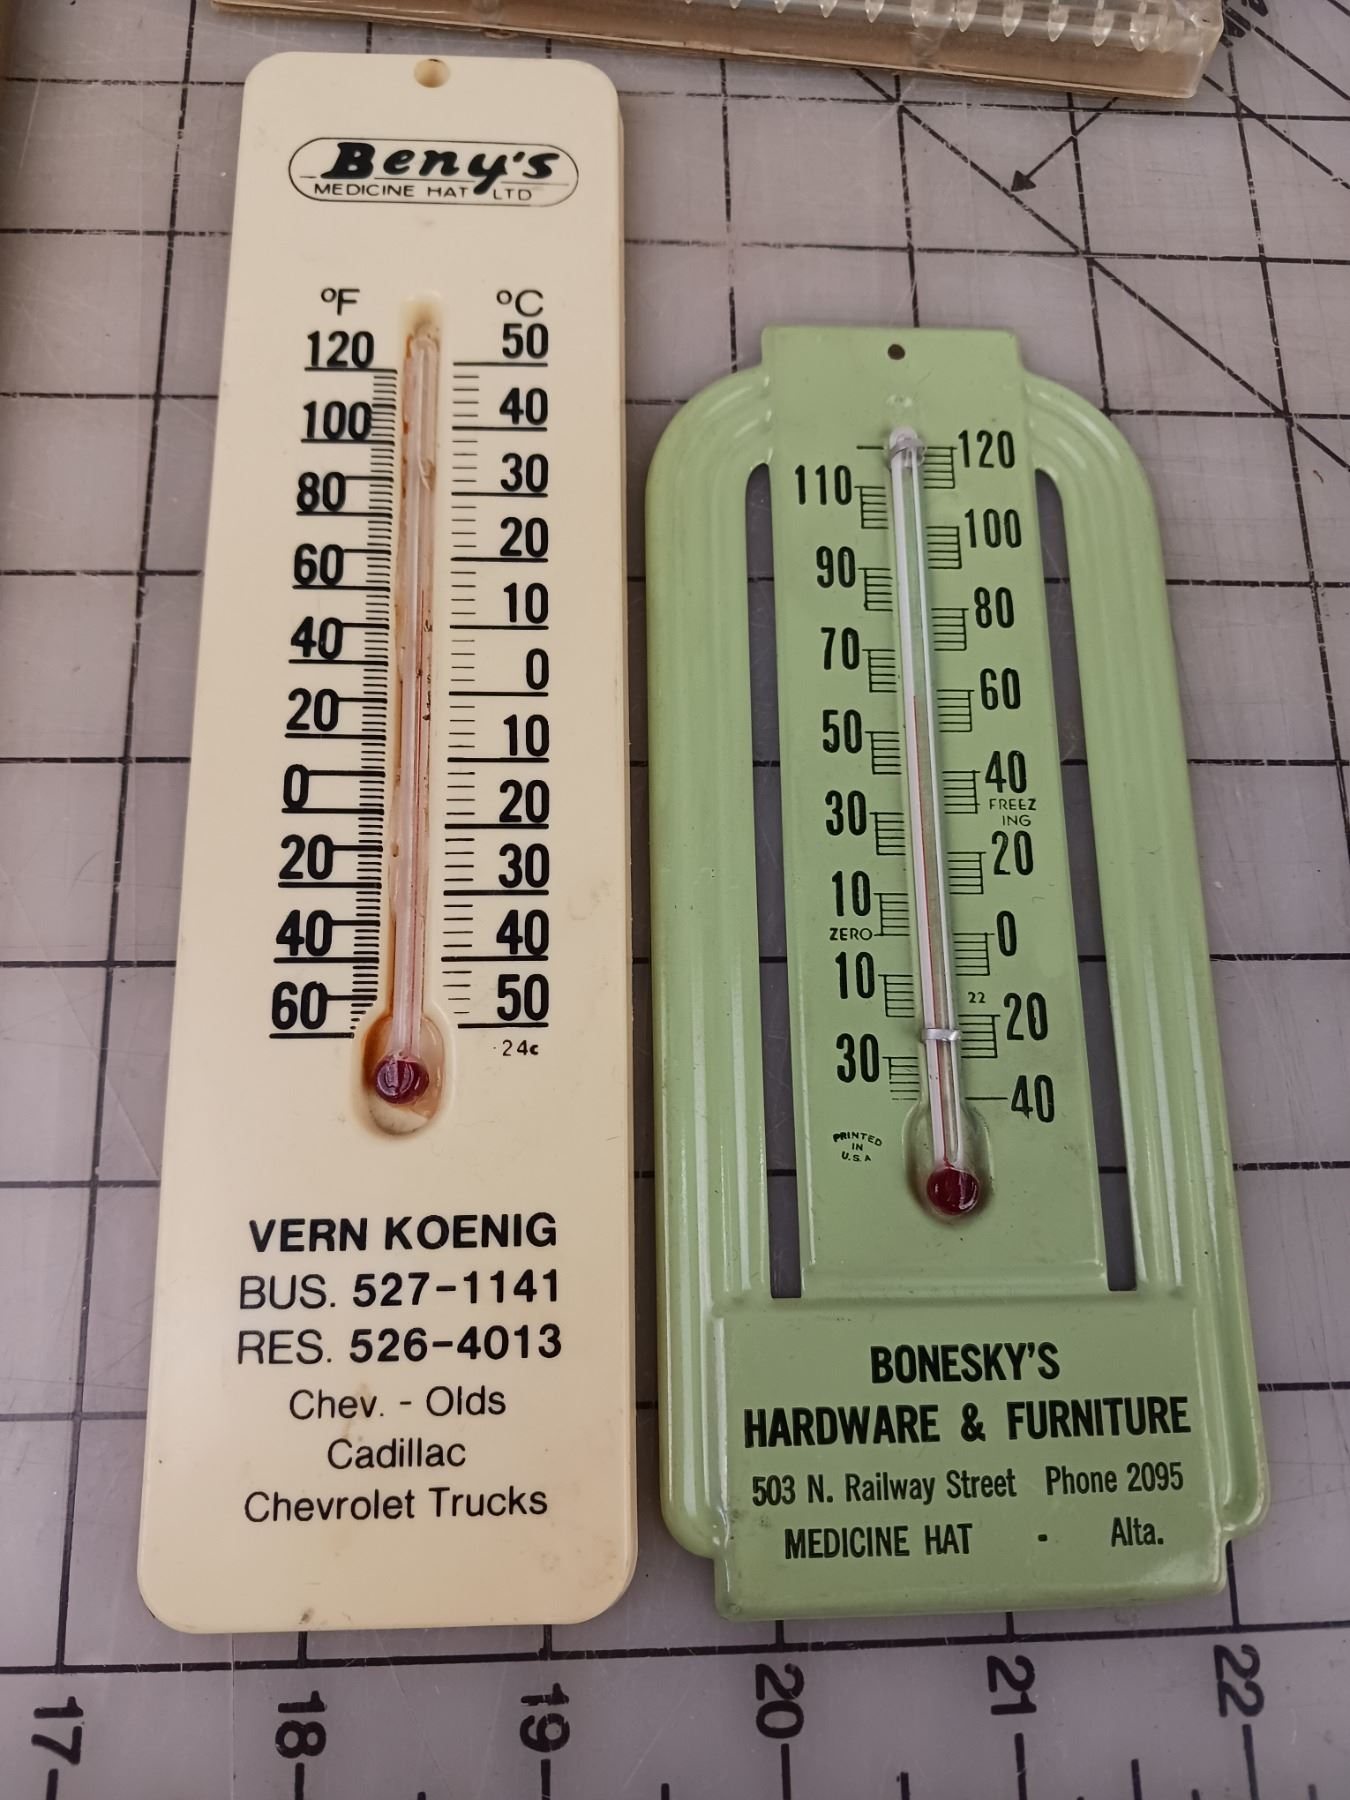 Beny's
MEDICINE HAT LTD
°F °C
120 50
100 40
80 30
60 20
40 10
20 0
0 10
20 20
40 30
60 40
50
24c
VERN KOENIG
BUS. 527-1141
RES. 526-4013
Chev. - Olds
Cadillac
Chevrolet Trucks
120
110
100
90
80
70
60
50
40
FREEZ
ING
30
20
10
ZERO
0
10
22
20
30
40
PRINTED
IN
U.S.A
BONESKY'S
HARDWARE & FURNITURE
503 N. Railway Street Phone 2095
MEDICINE HAT - Alta.
17 18 19 20 21 22